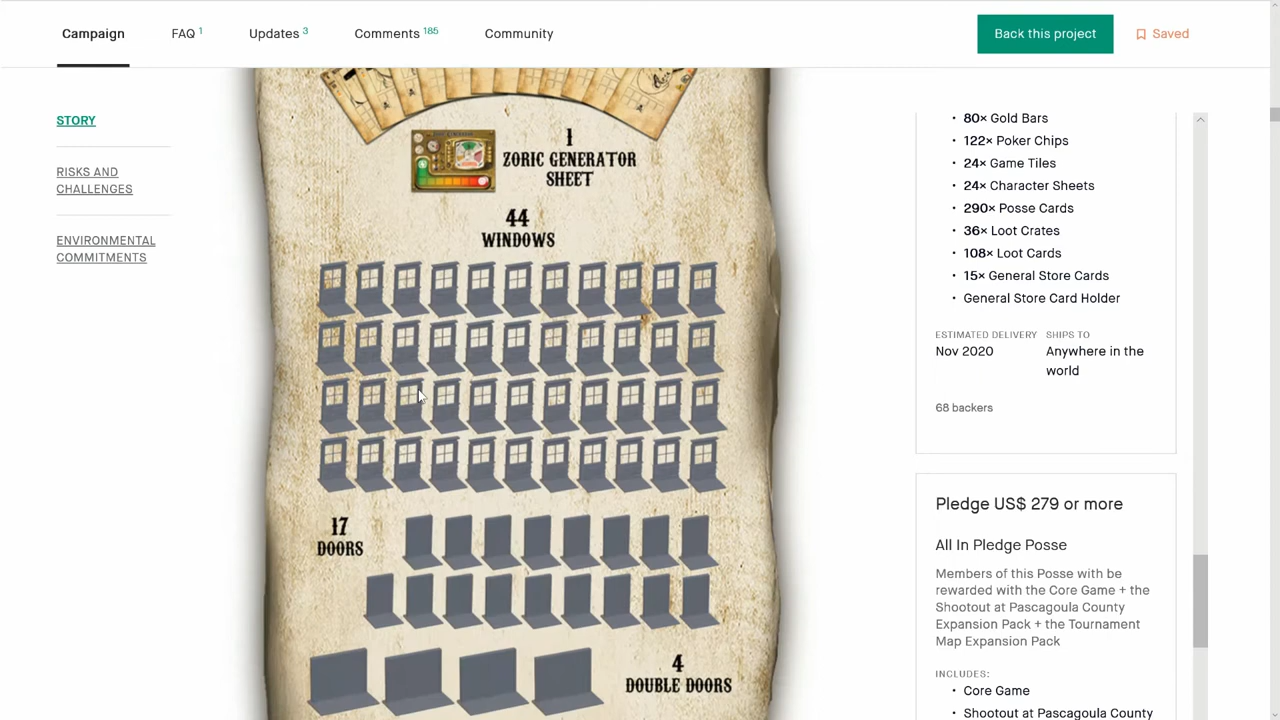 Campaign
FAQ 1
Updates 3
Comments 185
Community
Back this project
Saved
STORY
RISKS AND
CHALLENGES
ENVIRONMENTAL
COMMITMENTS
1
ZORIC GENERATOR
SHEET
44
WINDOWS
17
DOORS
4
DOUBLE DOORS
• 80× Gold Bars
• 122× Poker Chips
• 24× Game Tiles
• 24× Character Sheets
• 290× Posse Cards
• 36× Loot Crates
• 108× Loot Cards
• 15× General Store Cards
• General Store Card Holder
ESTIMATED DELIVERY
Nov 2020
SHIPS TO
Anywhere in the
world
68 backers
Pledge US$ 279 or more
All In Pledge Posse
Members of this Posse with be
rewarded with the Core Game + the
Shootout at Pascagoula County
Expansion Pack + the Tournament
Map Expansion Pack
INCLUDES:
• Core Game
• Shootout at Pascagoula County